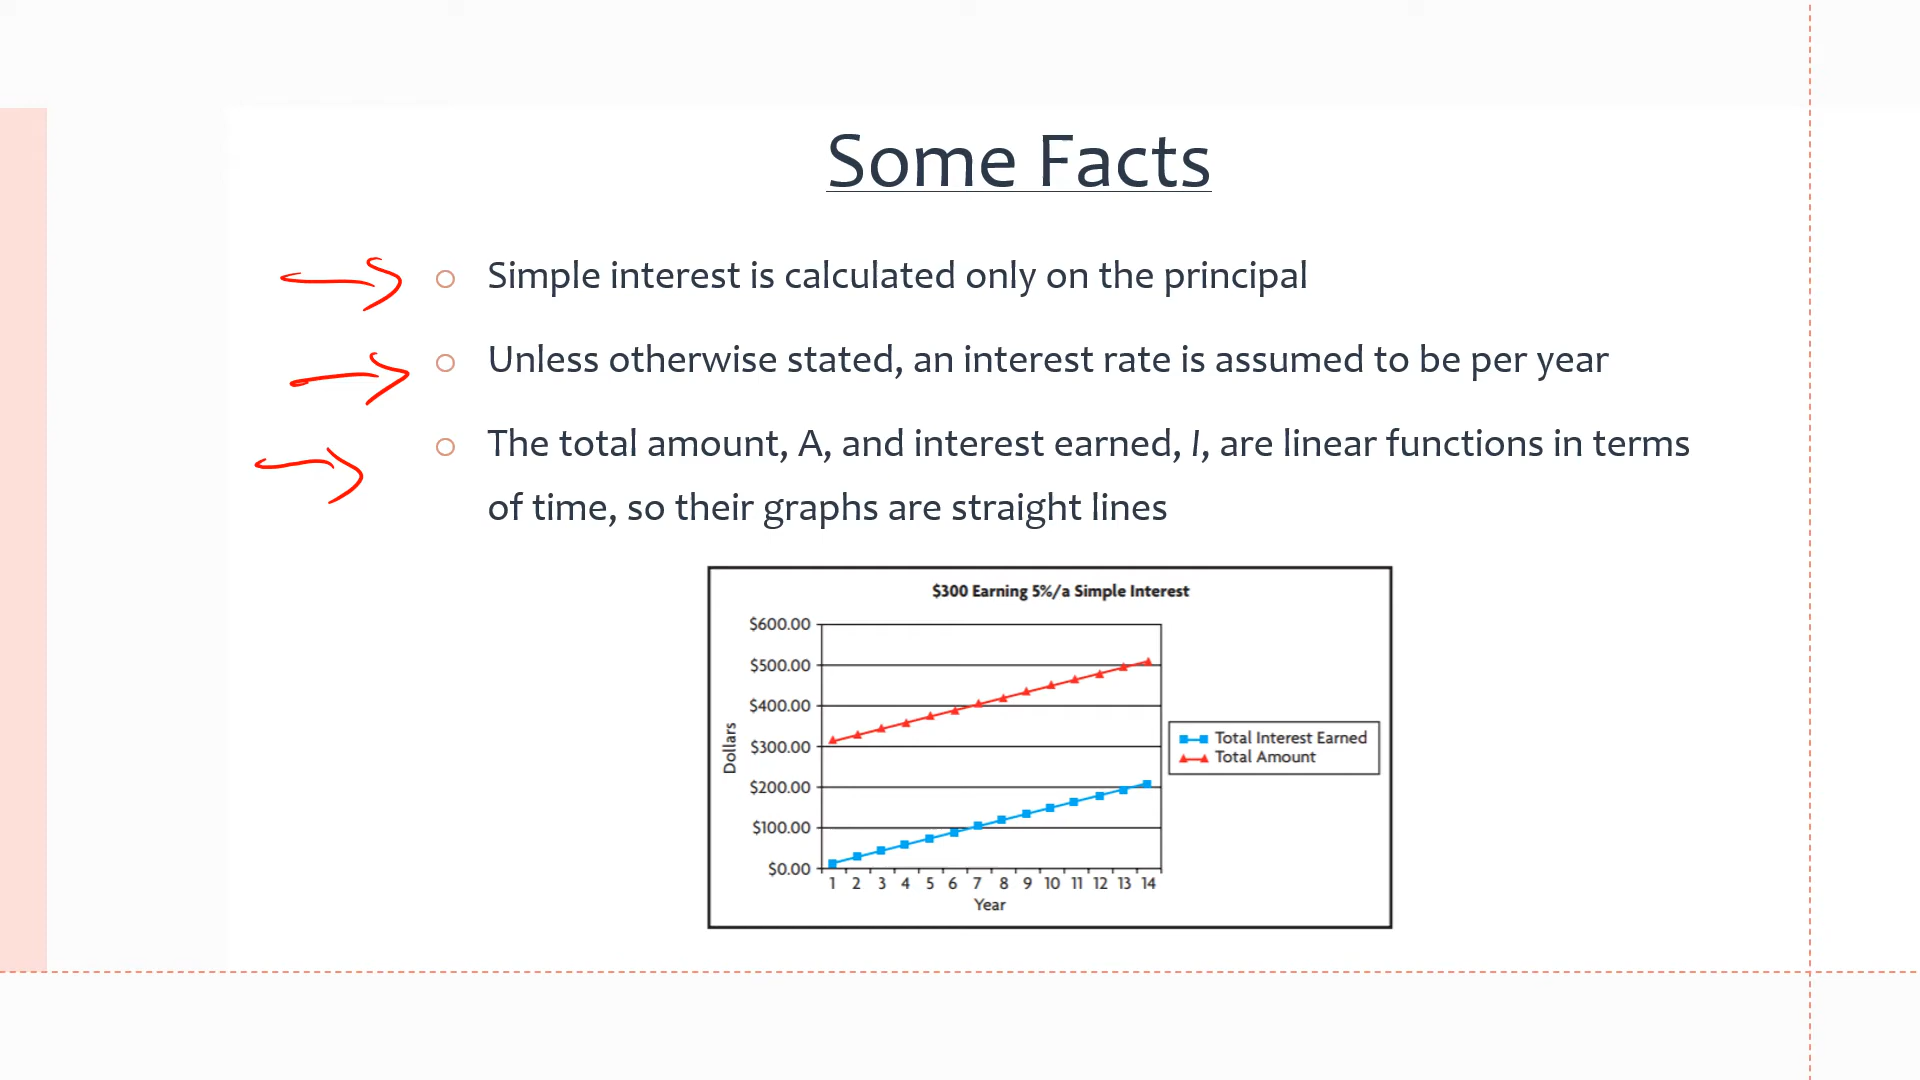 Some Facts
Simple interest is calculated only on the principal
Unless otherwise stated, an interest rate is assumed to be per year
The total amount, A, and interest earned, I, are linear functions in terms
of time, so their graphs are straight lines
$300 Earning 5%/a Simple Interest
$600.00
$500.00
$400.00
$300.00
$200.00
$100.00
$0.00
Dollars
1 2 3 4 5 6 7 8 9 10 11 12 13 14
Year
Total Interest Earned
Total Amount